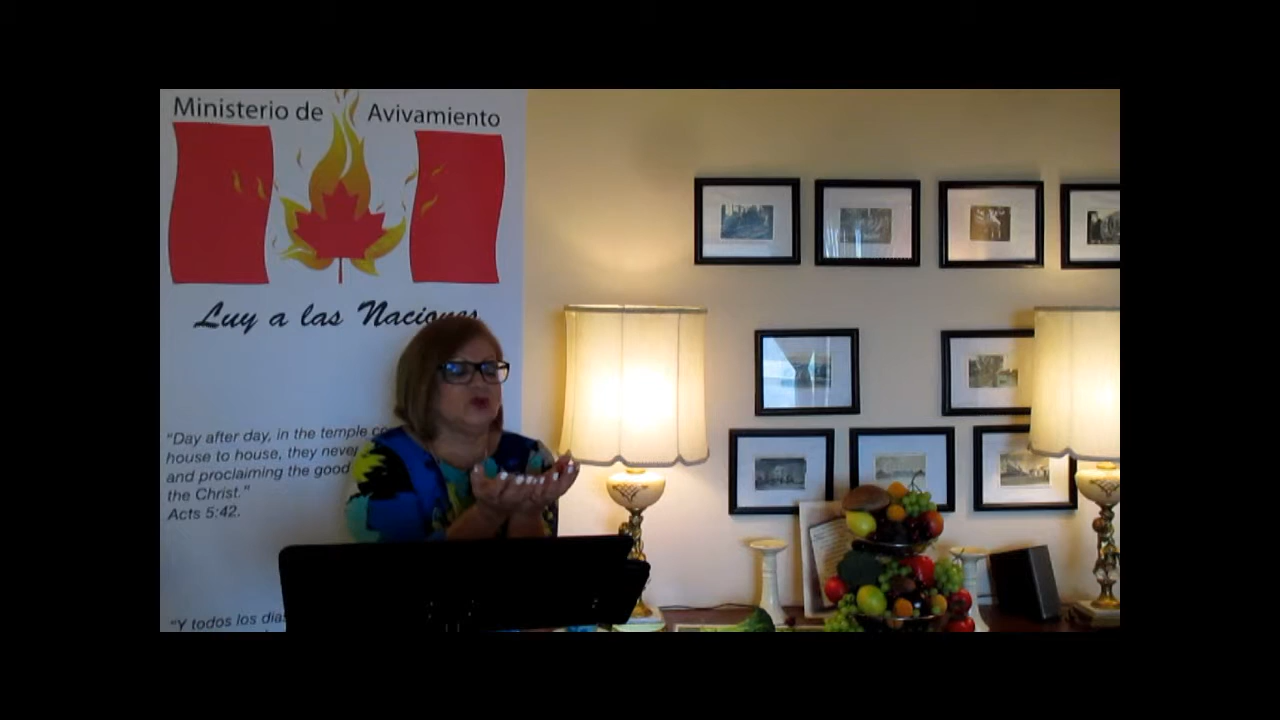 Ministerio de Avivamiento
Luy a las Naciones
"Day after day, in the temple
house to house, they never
and proclaiming the good
the Christ."
Acts 5:42.
"Y todos los dias